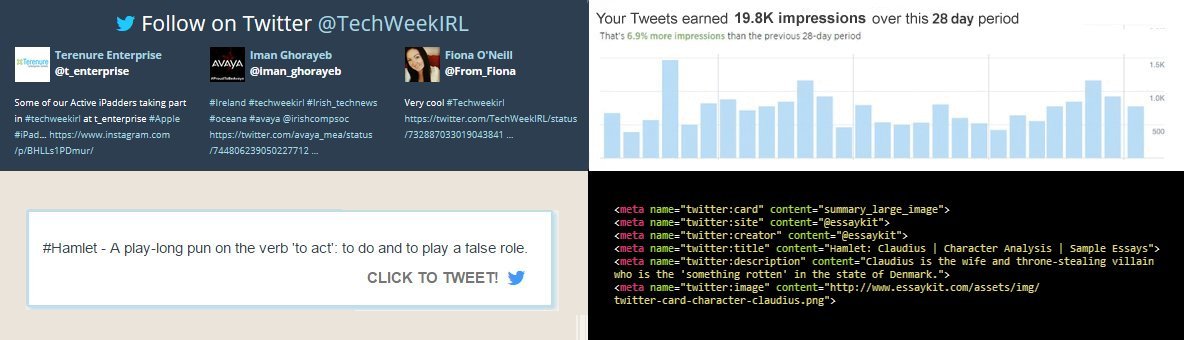 Follow on Twitter @TechWeekIRL
Terenure
Terenure Enterprise
@t_enterprise
Some of our Active iPadders taking part
in #techweekirl at t_enterprise #Apple
#iPad... https://www.instagram.com
/p/BHLLs1PDmur/
AVAYA
#ProudToBeAvaya
Iman Ghorayeb
@iman_ghorayeb
#Ireland #techweekirl #Irish_technews
#oceana #avaya @irishcompsoc
https://twitter.com/avaya_mea/status
/744806239050227712 ...
Fiona O'Neill
@From_Fiona
Very cool #Techweekirl
https://twitter.com/TechWeekIRL/status
/732887033019043841 ...
Your Tweets earned 19.8K impressions over this 28 day period
That's 6.9% more impressions than the previous 28-day period
1.5K
1.0K
500
#Hamlet - A play-long pun on the verb 'to act': to do and to play a false role.
CLICK TO TWEET!
<meta name="twitter:card" content="summary_large_image">
<meta name="twitter:site" content="@essaykit">
<meta name="twitter:creator" content="@essaykit">
<meta name="twitter:title" content="Hamlet: Claudius | Character Analysis | Sample Essays">
<meta name="twitter:description" content="Claudius is the wife and throne-stealing villain
who is the 'something rotten' in the state of Denmark.">
<meta name="twitter:image" content="http://www.essaykit.com/assets/img/
twitter-card-character-claudius.png">